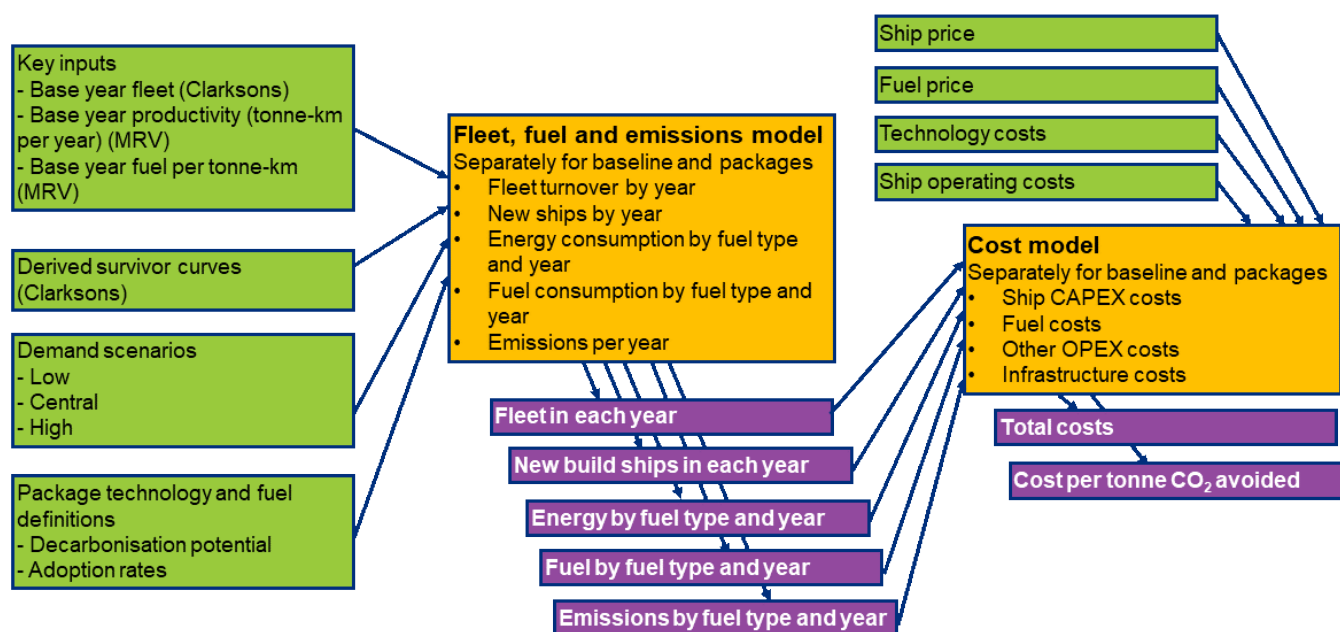 Key inputs
- Base year fleet (Clarksons)
- Base year productivity (tonne-km
per year) (MRV)
- Base year fuel per tonne-km
(MRV)
Derived survivor curves
(Clarksons)
Demand scenarios
- Low
- Central
- High
Package technology and fuel
definitions
- Decarbonisation potential
- Adoption rates
Fleet, fuel and emissions model
Separately for baseline and packages
• Fleet turnover by year
• New ships by year
• Energy consumption by fuel type
and year
• Fuel consumption by fuel type and
year
• Emissions per year
Fleet in each year
New build ships in each year
Energy by fuel type and year
Fuel by fuel type and year
Emissions by fuel type and year
Ship price
Fuel price
Technology costs
Ship operating costs
Cost model
Separately for baseline and packages
• Ship CAPEX costs
• Fuel costs
• Other OPEX costs
• Infrastructure costs
Total costs
Cost per tonne CO₂ avoided